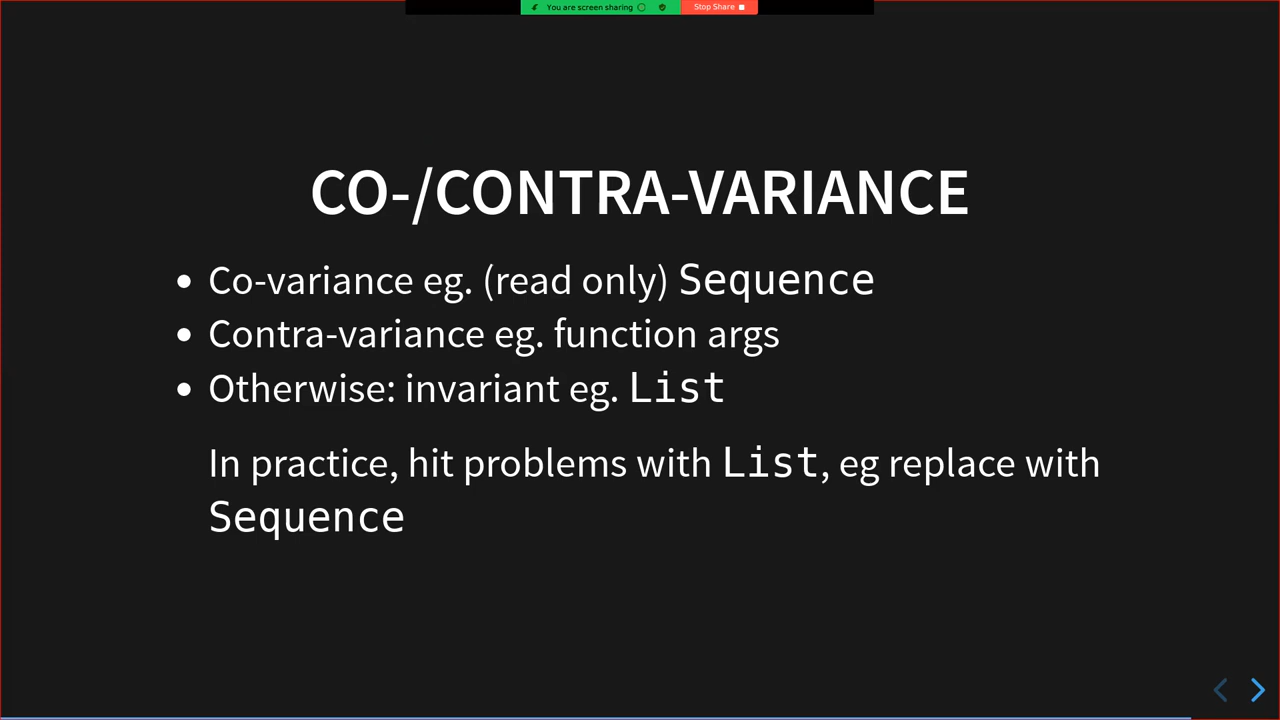 You are screen sharing
Stop Share
CO-/CONTRA-VARIANCE
Co-variance eg. (read only) Sequence
Contra-variance eg. function args
Otherwise: invariant eg. List
In practice, hit problems with List, eg replace with
Sequence